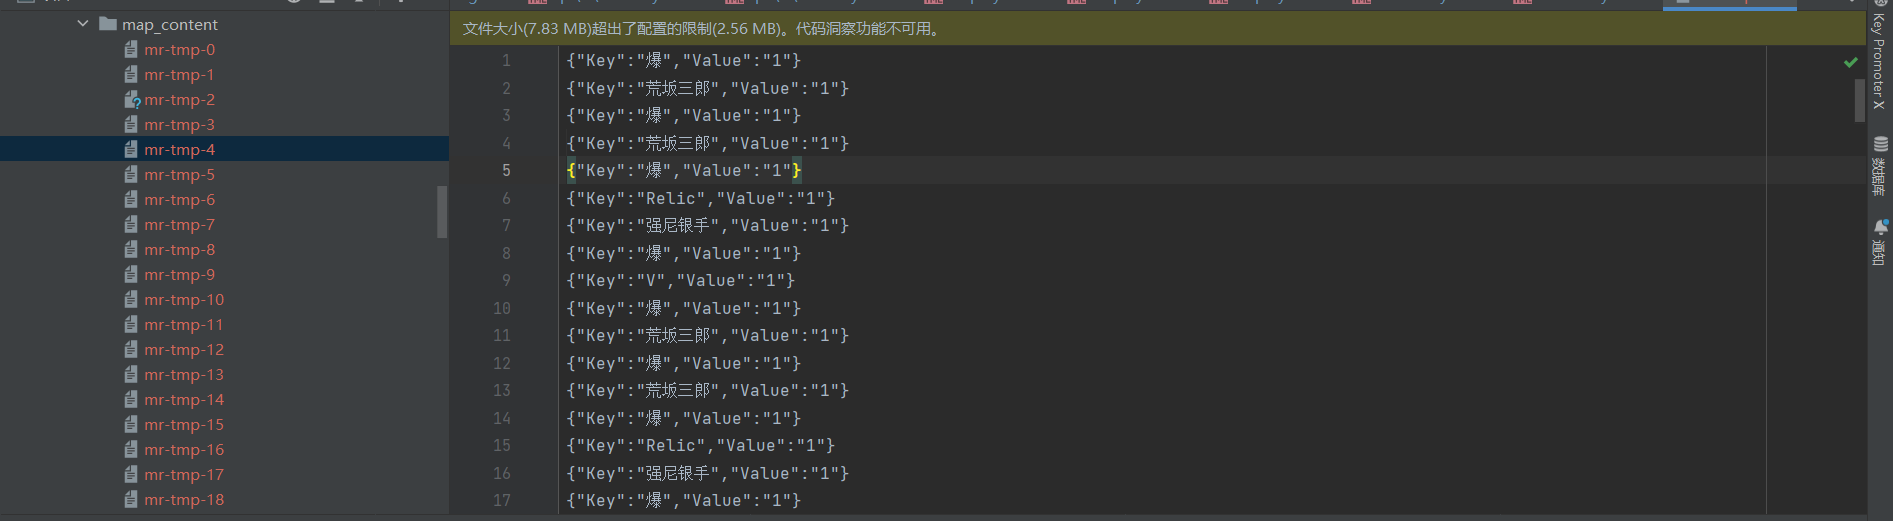 map_content
mr-tmp-0
mr-tmp-1
mr-tmp-2
mr-tmp-3
mr-tmp-4
mr-tmp-5
mr-tmp-6
mr-tmp-7
mr-tmp-8
mr-tmp-9
mr-tmp-10
mr-tmp-11
mr-tmp-12
mr-tmp-13
mr-tmp-14
mr-tmp-15
mr-tmp-16
mr-tmp-17
mr-tmp-18
文件大小(7.83 MB)超出了配置的限制(2.56 MB)。代码洞察功能不可用。
1 {"Key":"爆","Value":"1"}
2 {"Key":"荒坂三郎","Value":"1"}
3 {"Key":"爆","Value":"1"}
4 {"Key":"荒坂三郎","Value":"1"}
5 {"Key":"爆","Value":"1"}
6 {"Key":"Relic","Value":"1"}
7 {"Key":"强尼银手","Value":"1"}
8 {"Key":"爆","Value":"1"}
9 {"Key":"V","Value":"1"}
10 {"Key":"爆","Value":"1"}
11 {"Key":"荒坂三郎","Value":"1"}
12 {"Key":"爆","Value":"1"}
13 {"Key":"荒坂三郎","Value":"1"}
14 {"Key":"爆","Value":"1"}
15 {"Key":"Relic","Value":"1"}
16 {"Key":"强尼银手","Value":"1"}
17 {"Key":"爆","Value":"1"}
Key Promoter X
数据库
通知